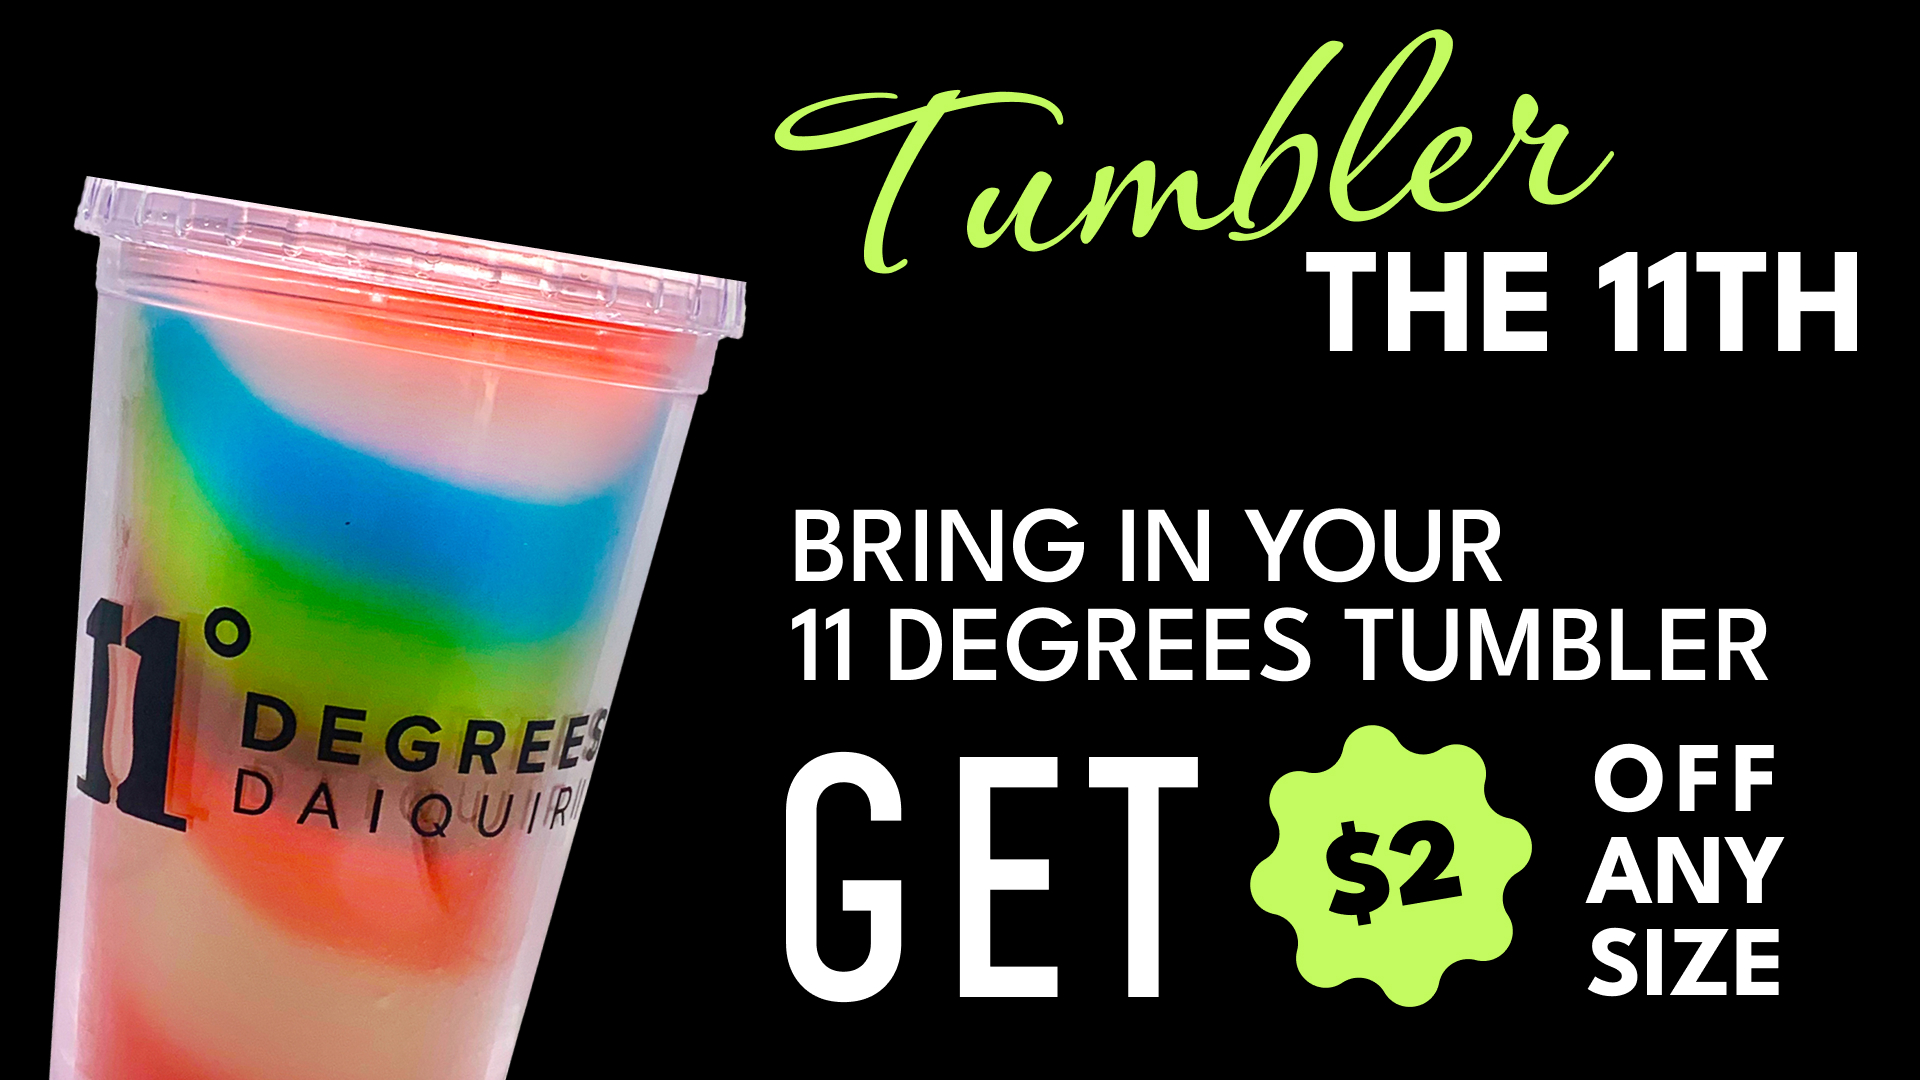 Tumbler
THE 11TH
BRING IN YOUR
11 DEGREES TUMBLER
GET
$2
OFF
ANY
SIZE
11°
DEGREES
DAIQUIRI